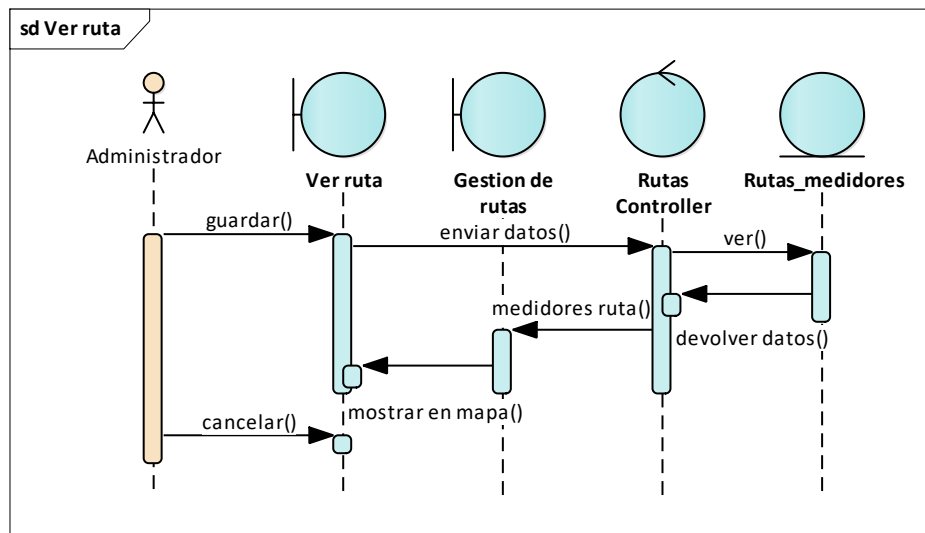 sd Ver ruta
Administrador
Ver ruta
Gestion de
rutas
Rutas
Controller
Rutas_medidores
guardar()
enviar datos()
ver()
medidores ruta()
devolver datos()
mostrar en mapa()
cancelar()